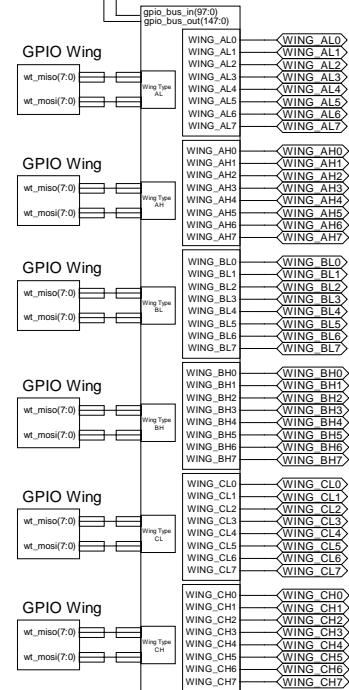 gpio_bus_in(97:0)
gpio_bus_out(147:0)
GPIO Wing
wt_miso(7:0)
wt_mosi(7:0)
Wing Type
AL
WING_AL0 WING_AL0
WING_AL1 WING_AL1
WING_AL2 WING_AL2
WING_AL3 WING_AL3
WING_AL4 WING_AL4
WING_AL5 WING_AL5
WING_AL6 WING_AL6
WING_AL7 WING_AL7
GPIO Wing
wt_miso(7:0)
wt_mosi(7:0)
Wing Type
AH
WING_AH0 WING_AH0
WING_AH1 WING_AH1
WING_AH2 WING_AH2
WING_AH3 WING_AH3
WING_AH4 WING_AH4
WING_AH5 WING_AH5
WING_AH6 WING_AH6
WING_AH7 WING_AH7
GPIO Wing
wt_miso(7:0)
wt_mosi(7:0)
Wing Type
BL
WING_BL0 WING_BL0
WING_BL1 WING_BL1
WING_BL2 WING_BL2
WING_BL3 WING_BL3
WING_BL4 WING_BL4
WING_BL5 WING_BL5
WING_BL6 WING_BL6
WING_BL7 WING_BL7
GPIO Wing
wt_miso(7:0)
wt_mosi(7:0)
Wing Type
BH
WING_BH0 WING_BH0
WING_BH1 WING_BH1
WING_BH2 WING_BH2
WING_BH3 WING_BH3
WING_BH4 WING_BH4
WING_BH5 WING_BH5
WING_BH6 WING_BH6
WING_BH7 WING_BH7
GPIO Wing
wt_miso(7:0)
wt_mosi(7:0)
Wing Type
CL
WING_CL0 WING_CL0
WING_CL1 WING_CL1
WING_CL2 WING_CL2
WING_CL3 WING_CL3
WING_CL4 WING_CL4
WING_CL5 WING_CL5
WING_CL6 WING_CL6
WING_CL7 WING_CL7
GPIO Wing
wt_miso(7:0)
wt_mosi(7:0)
Wing Type
CH
WING_CH0 WING_CH0
WING_CH1 WING_CH1
WING_CH2 WING_CH2
WING_CH3 WING_CH3
WING_CH4 WING_CH4
WING_CH5 WING_CH5
WING_CH6 WING_CH6
WING_CH7 WING_CH7